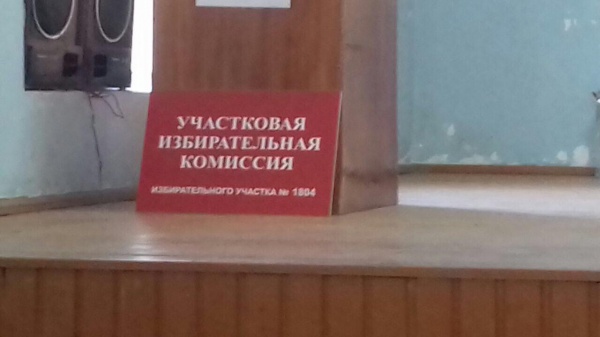 УЧАСТКОВАЯ
ИЗБИРАТЕЛЬНАЯ
КОМИССИЯ
ИЗБИРАТЕЛЬНОГО УЧАСТКА № 1804